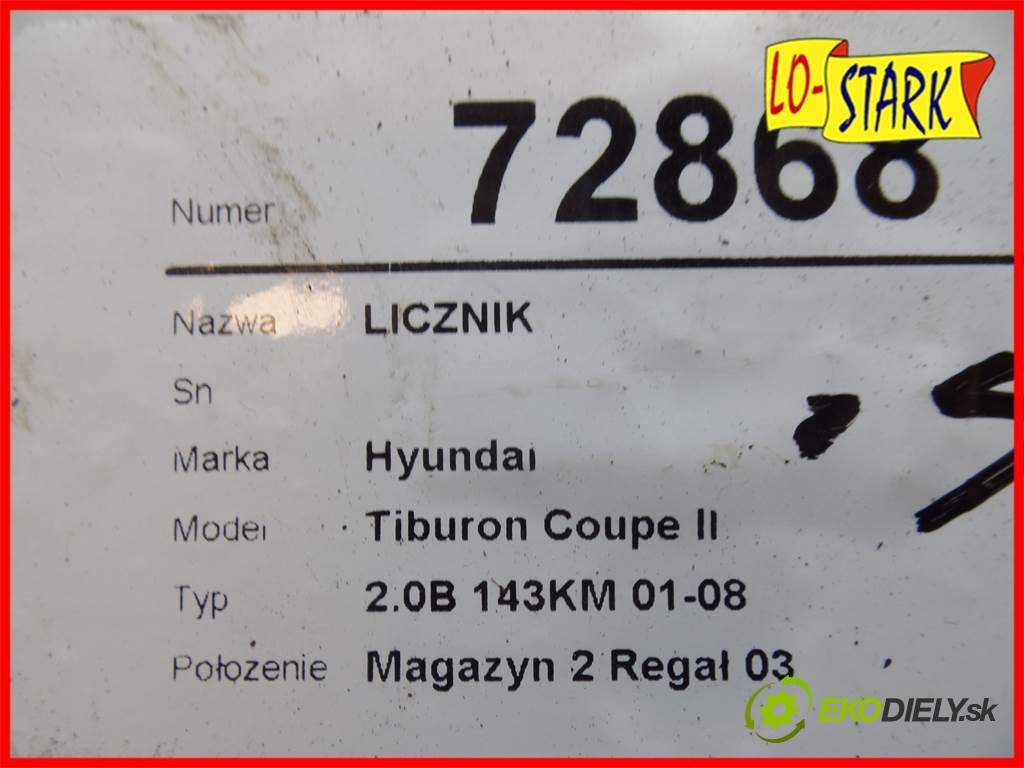 LO-STARK
Numer 72868
Nazwa LICZNIK
Sn
Marka Hyundai
Model Tiburon Coupe II
Typ 2.0B 143KM 01-08
Położenie Magazyn 2 Regał 03
EKODIELY.sk